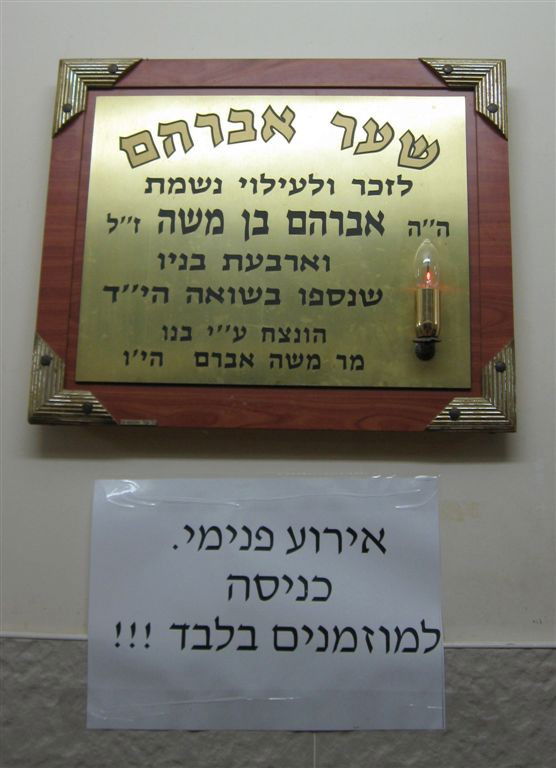 שער אברהם
לזכר ולעילוי נשמת
ה״ה אברהם בן משה ז״ל
וארבעת בניו
שנספו בשואה הי״ד
הונצח ע״י בנו
מר משה אברם הי׳ו
אירוע פנימי.
כניסה
למוזמנים בלבד !!!